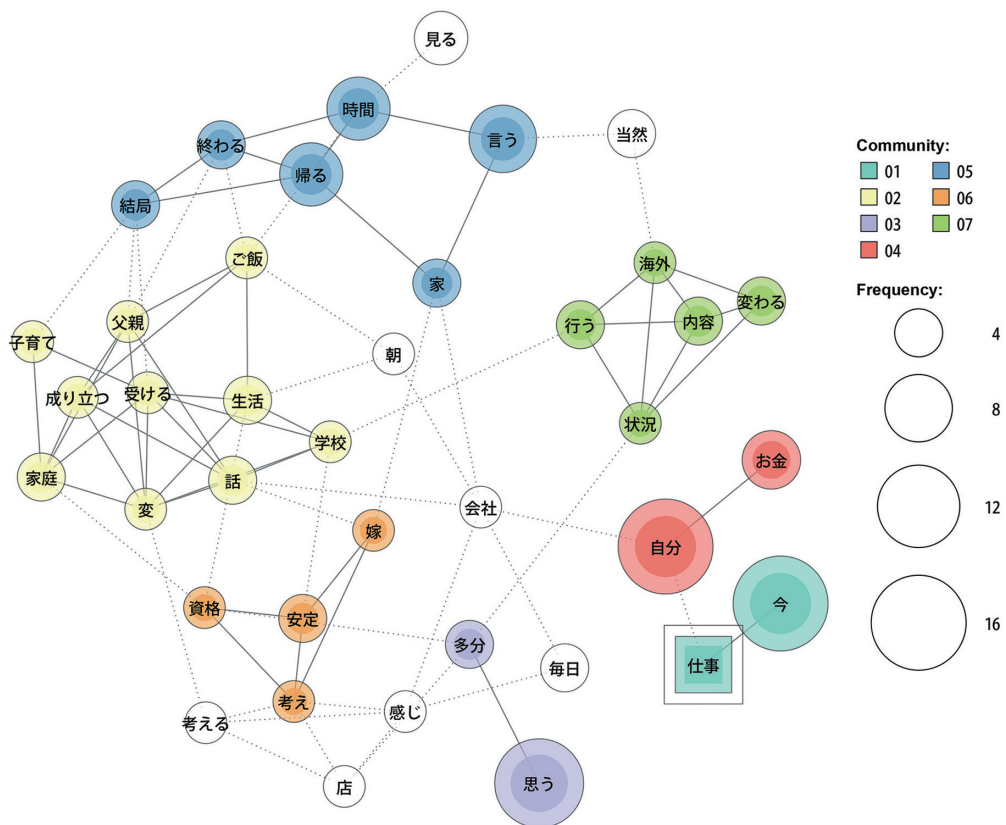 見る
時間
言う
当然
終わる
帰る
結局
ご飯
海外
家
変わる
父親
行う
内容
子育て
朝
成り立つ
受ける
生活
状況
学校
お金
家庭
話
変
会社
嫁
自分
今
資格
安定
多分
仕事
毎日
考え
感じ
考える
思う
店
Community:
01
05
02
06
03
07
04
Frequency:
4
8
12
16